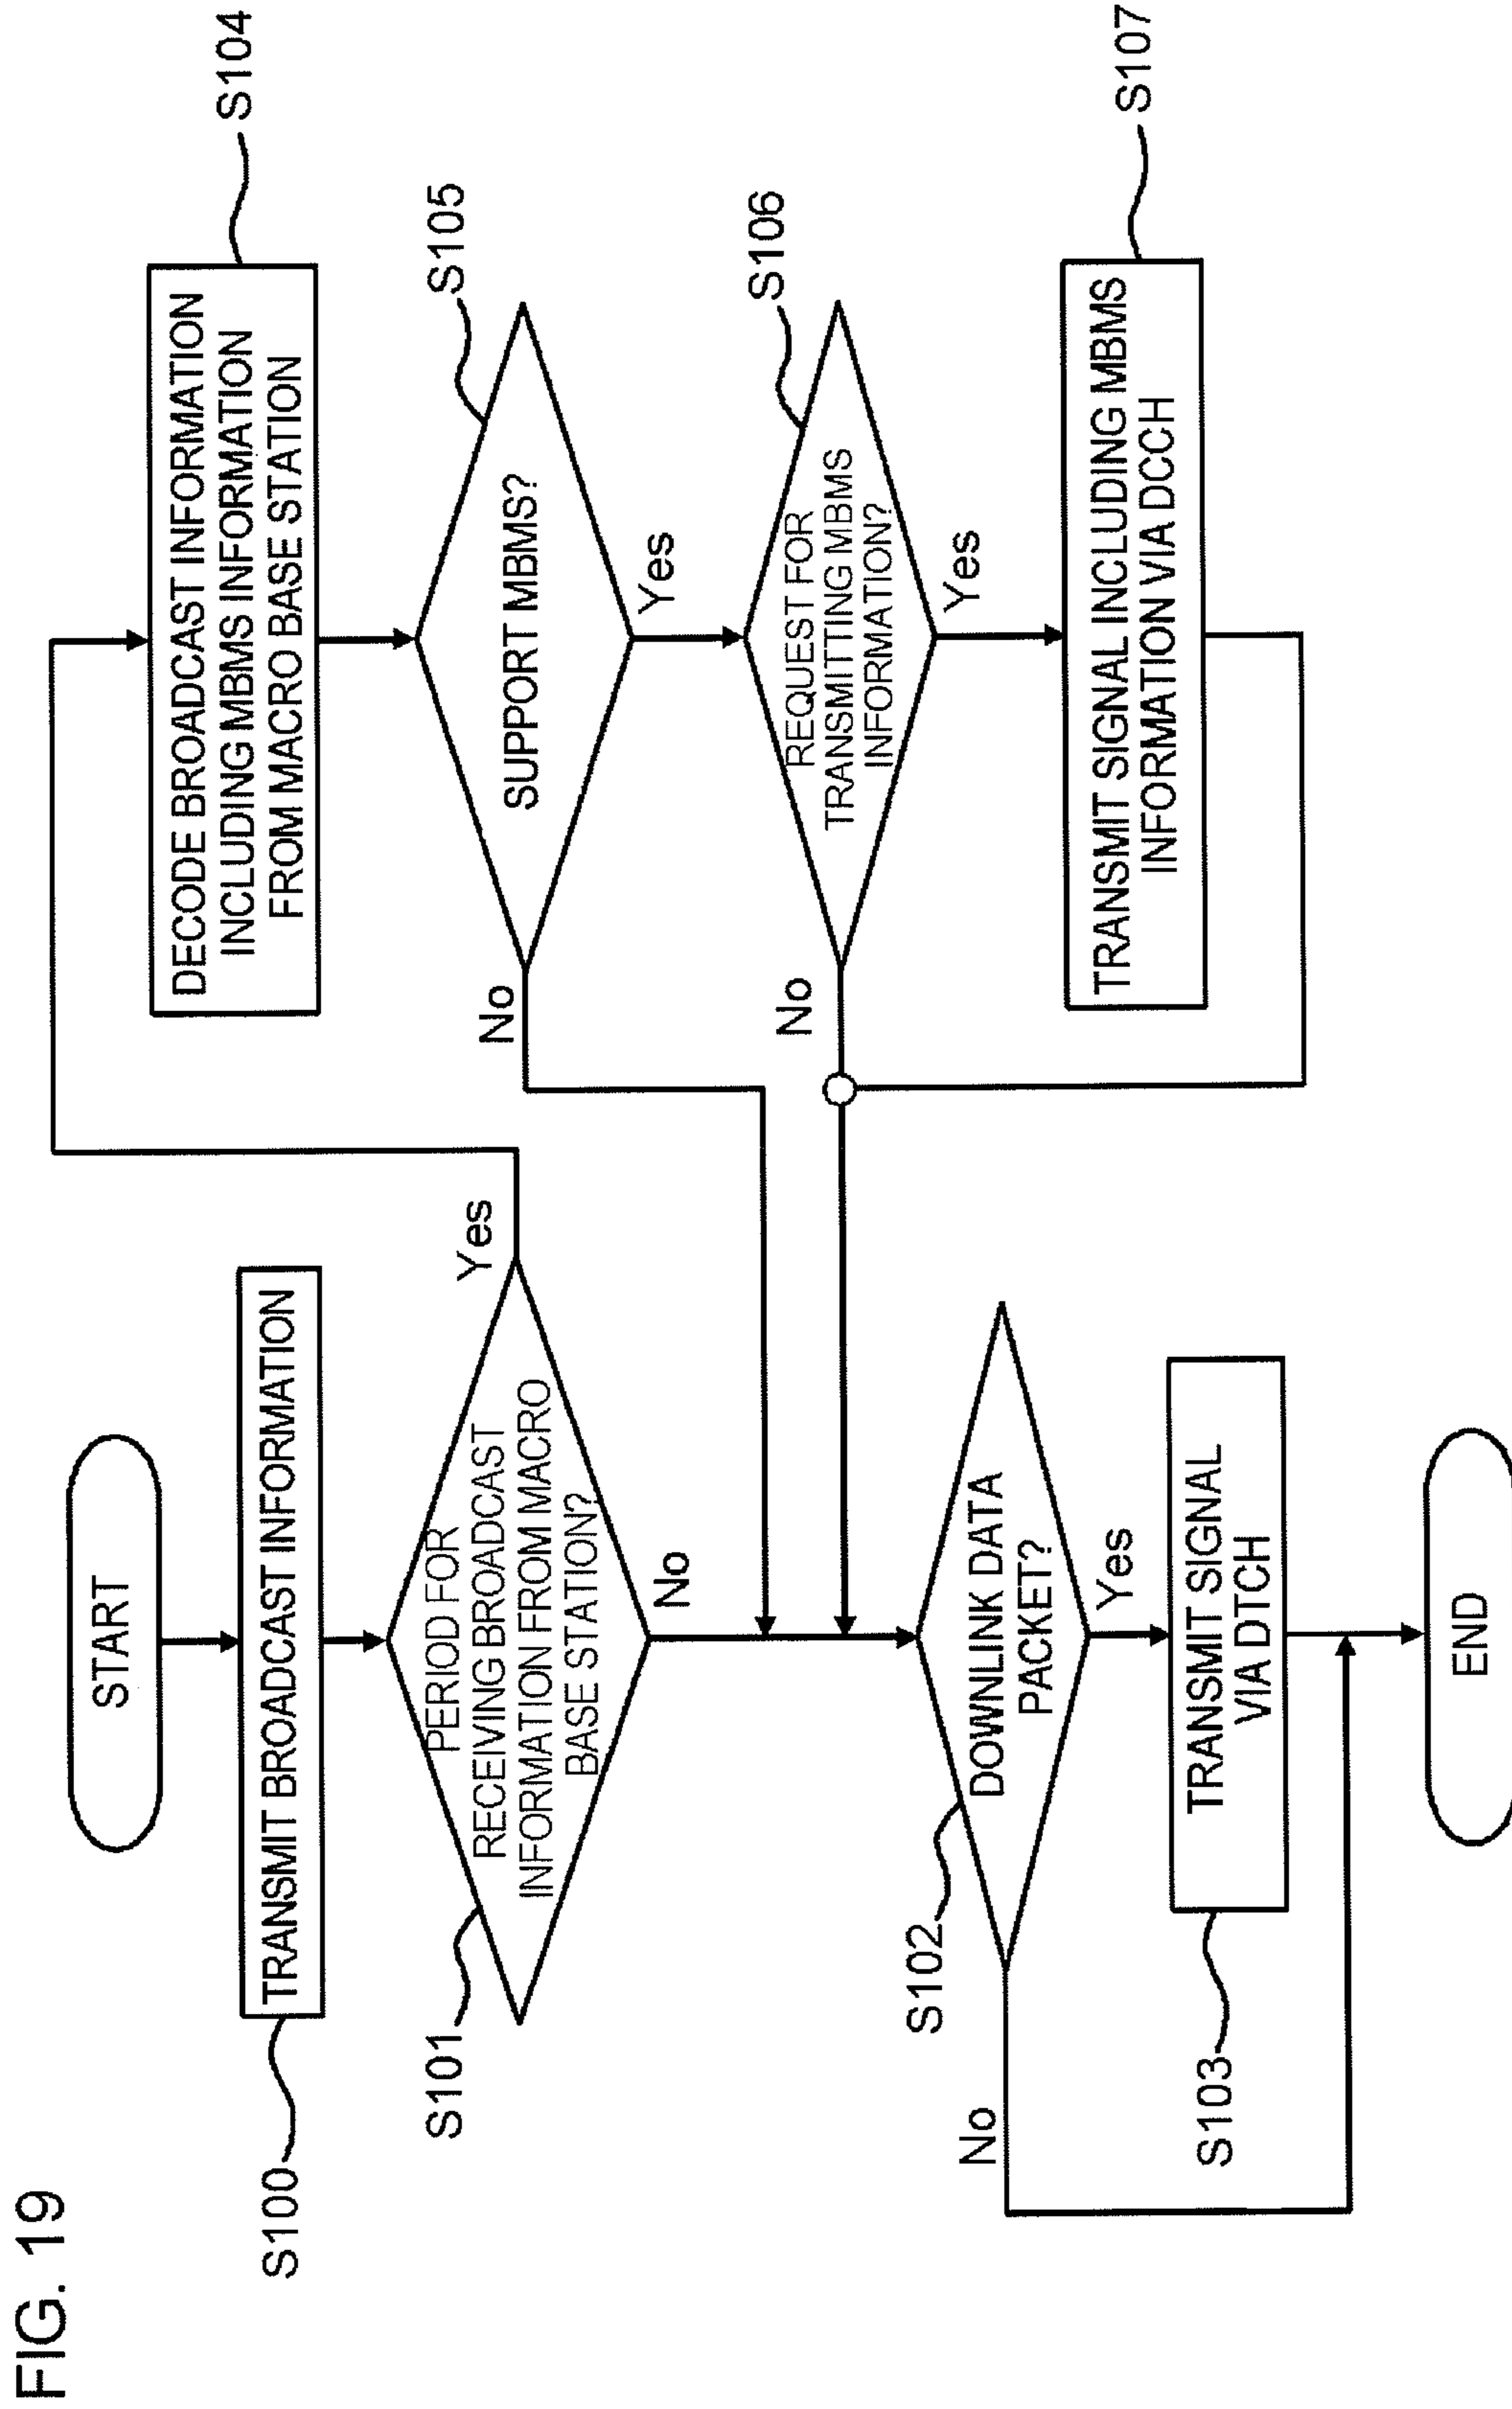 FIG. 19
START
S100
TRANSMIT BROADCAST INFORMATION
S101
PERIOD FOR
RECEIVING BROADCAST
INFORMATION FROM MACRO
BASE STATION?
Yes
No
S102
DOWNLINK DATA
PACKET?
No
Yes
S103
TRANSMIT SIGNAL
VIA DTCH
END
DECODE BROADCAST INFORMATION
INCLUDING MBMS INFORMATION
FROM MACRO BASE STATION
S104
SUPPORT MBMS?
S105
No
Yes
REQUEST FOR
TRANSMITTING MBMS
INFORMATION?
S106
No
Yes
TRANSMIT SIGNAL INCLUDING MBMS
INFORMATION VIA DCCH
S107